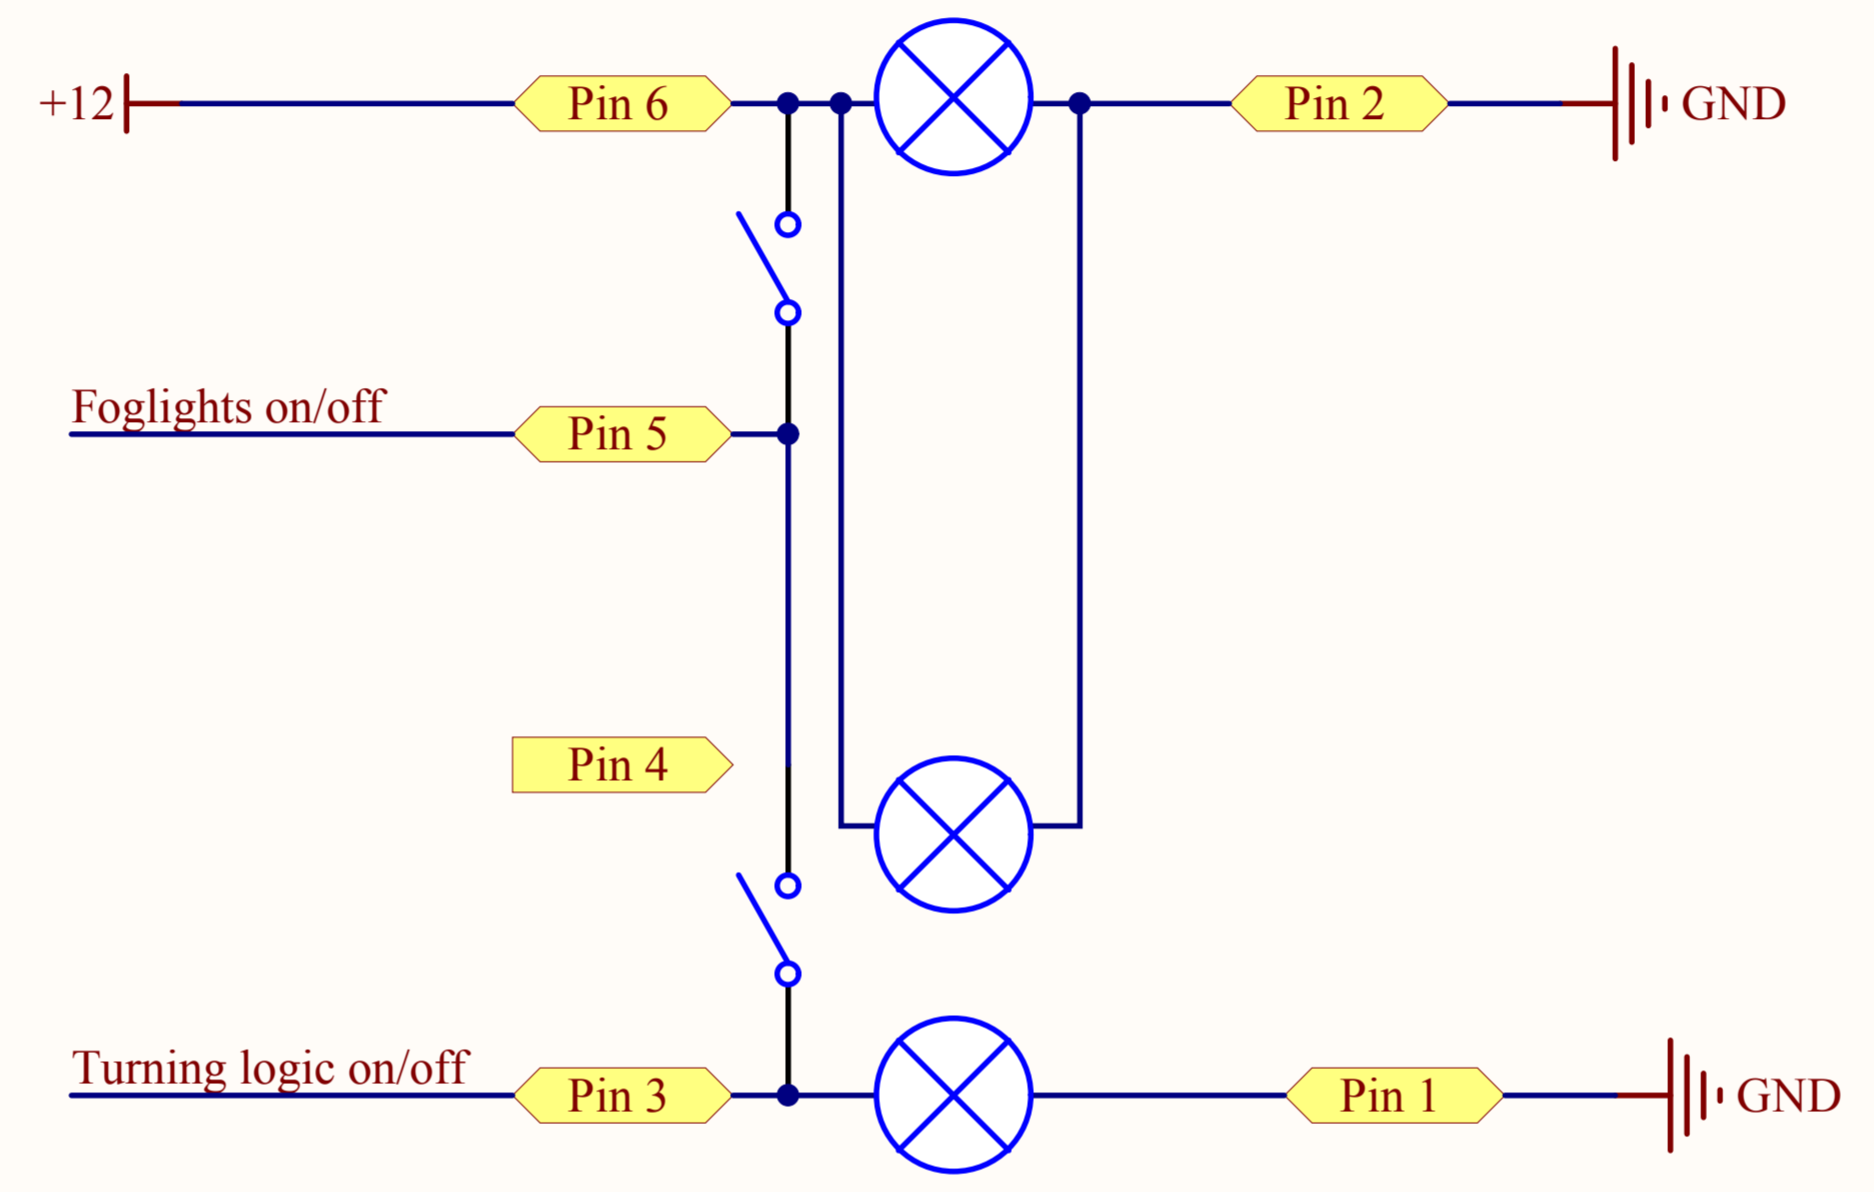 +12
Pin 6
Pin 2
GND
Foglights on/off
Pin 5
Pin 4
Turning logic on/off
Pin 3
Pin 1
GND